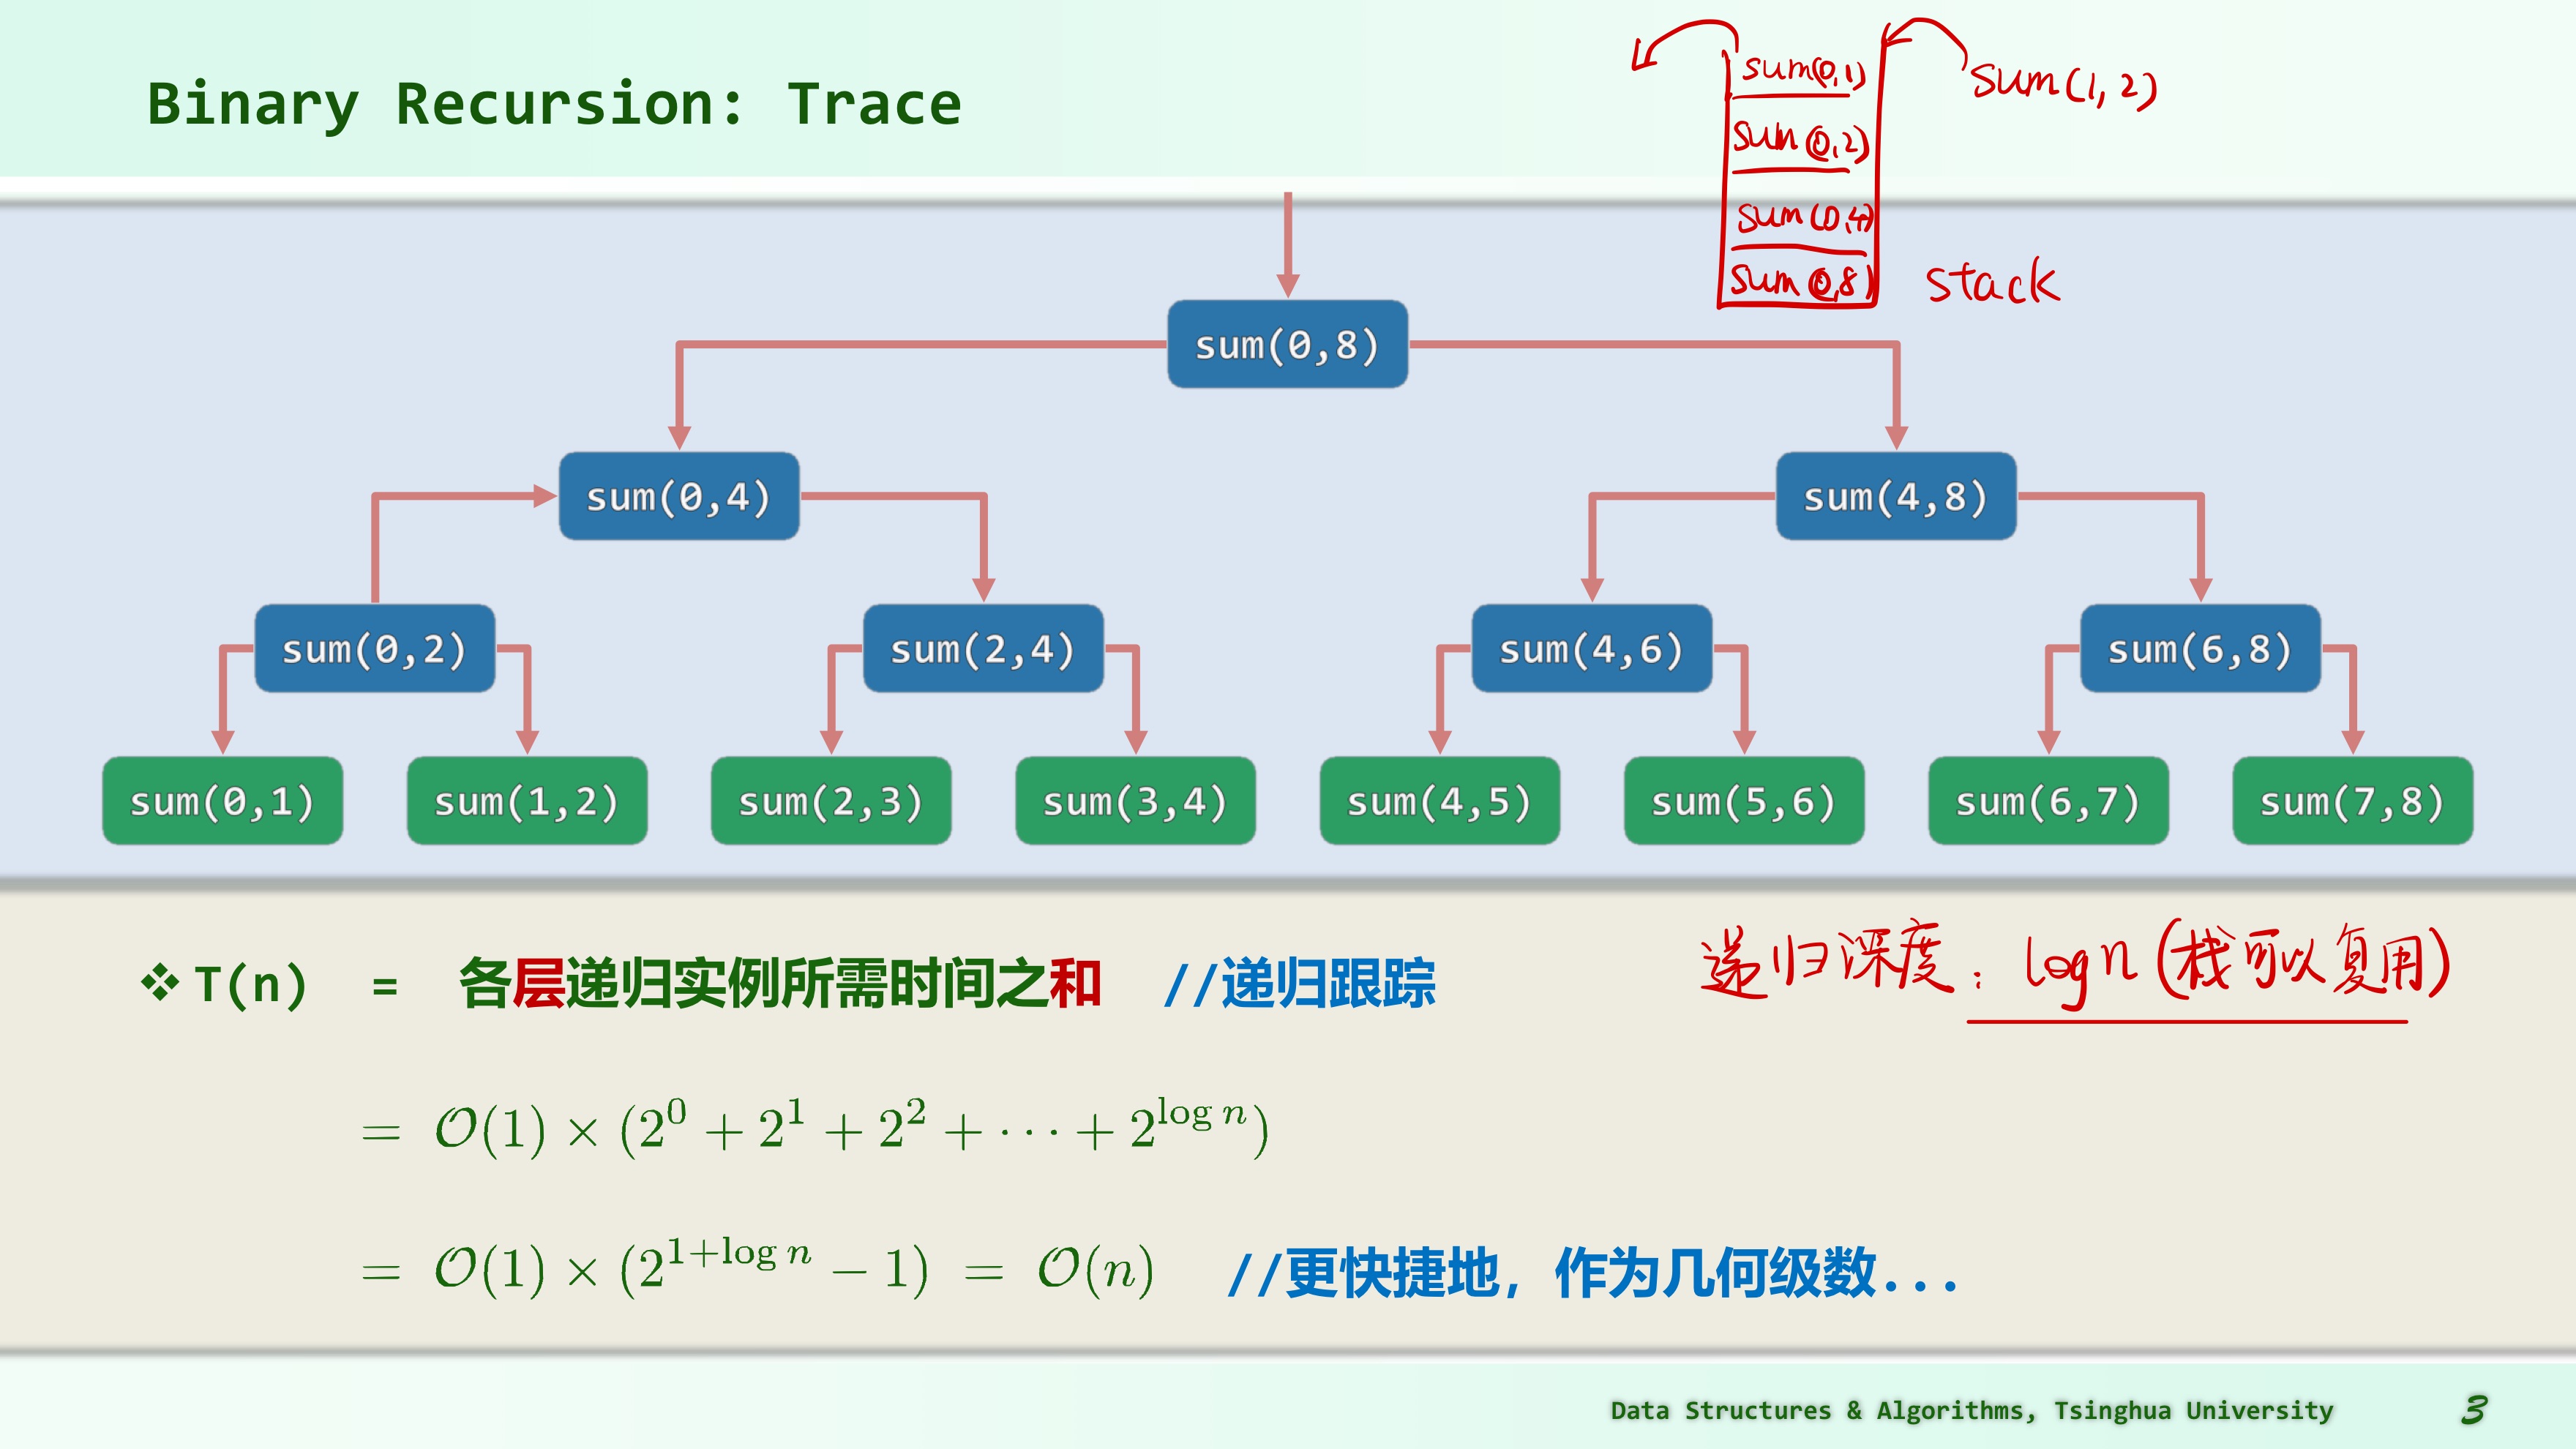 Binary Recursion: Trace
sum(0,1)
sum(0,2)
sum(0,4)
sum(0,8)
sum(1,2)
stack
sum(0,8)
sum(0,4) sum(4,8)
sum(0,2) sum(2,4) sum(4,6) sum(6,8)
sum(0,1) sum(1,2) sum(2,3) sum(3,4) sum(4,5) sum(5,6) sum(6,7) sum(7,8)
❖ T(n) = 各层递归实例所需时间之和 //递归跟踪
递归深度: log n (栈可以复用)
= 𝒪(1) × (2^0 + 2^1 + 2^2 + ··· + 2^{log n})
= 𝒪(1) × (2^{1+log n} − 1) = 𝒪(n) //更快捷地，作为几何级数...
Data Structures & Algorithms, Tsinghua University 3